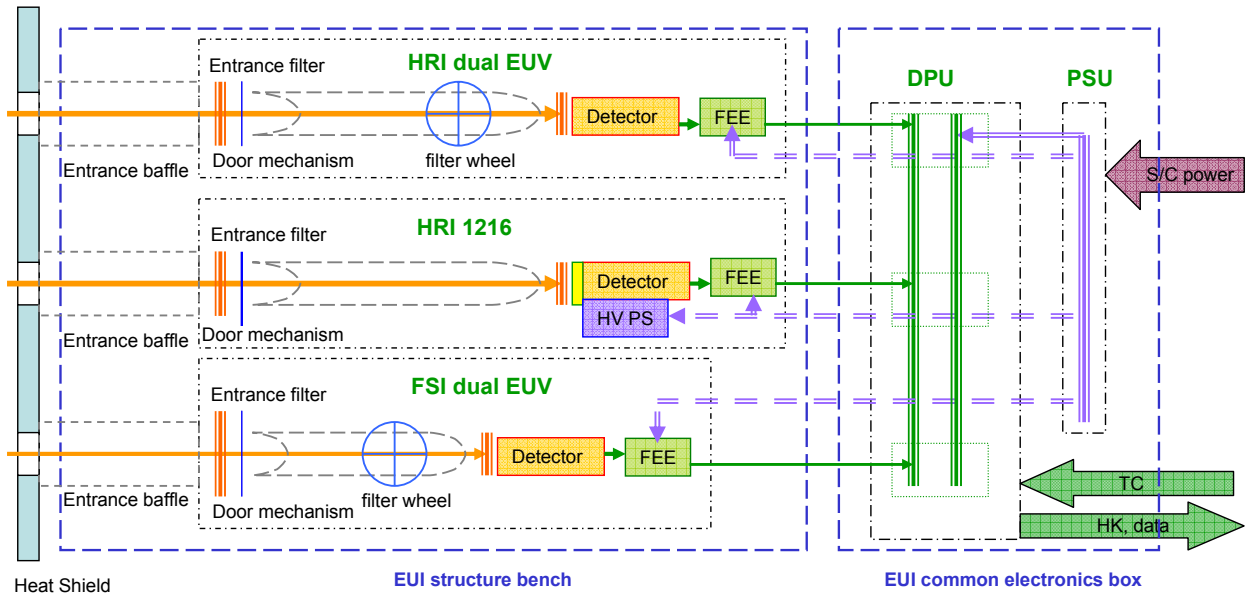 HRI dual EUV
Entrance filter
Detector
FEE
Door mechanism
filter wheel
Entrance baffle
HRI 1216
Entrance filter
Detector
FEE
HV PS
Door mechanism
Entrance baffle
FSI dual EUV
Entrance filter
Detector
FEE
filter wheel
Entrance baffle
Door mechanism
DPU
PSU
S/C power
TC
HK, data
Heat Shield
EUI structure bench
EUI common electronics box